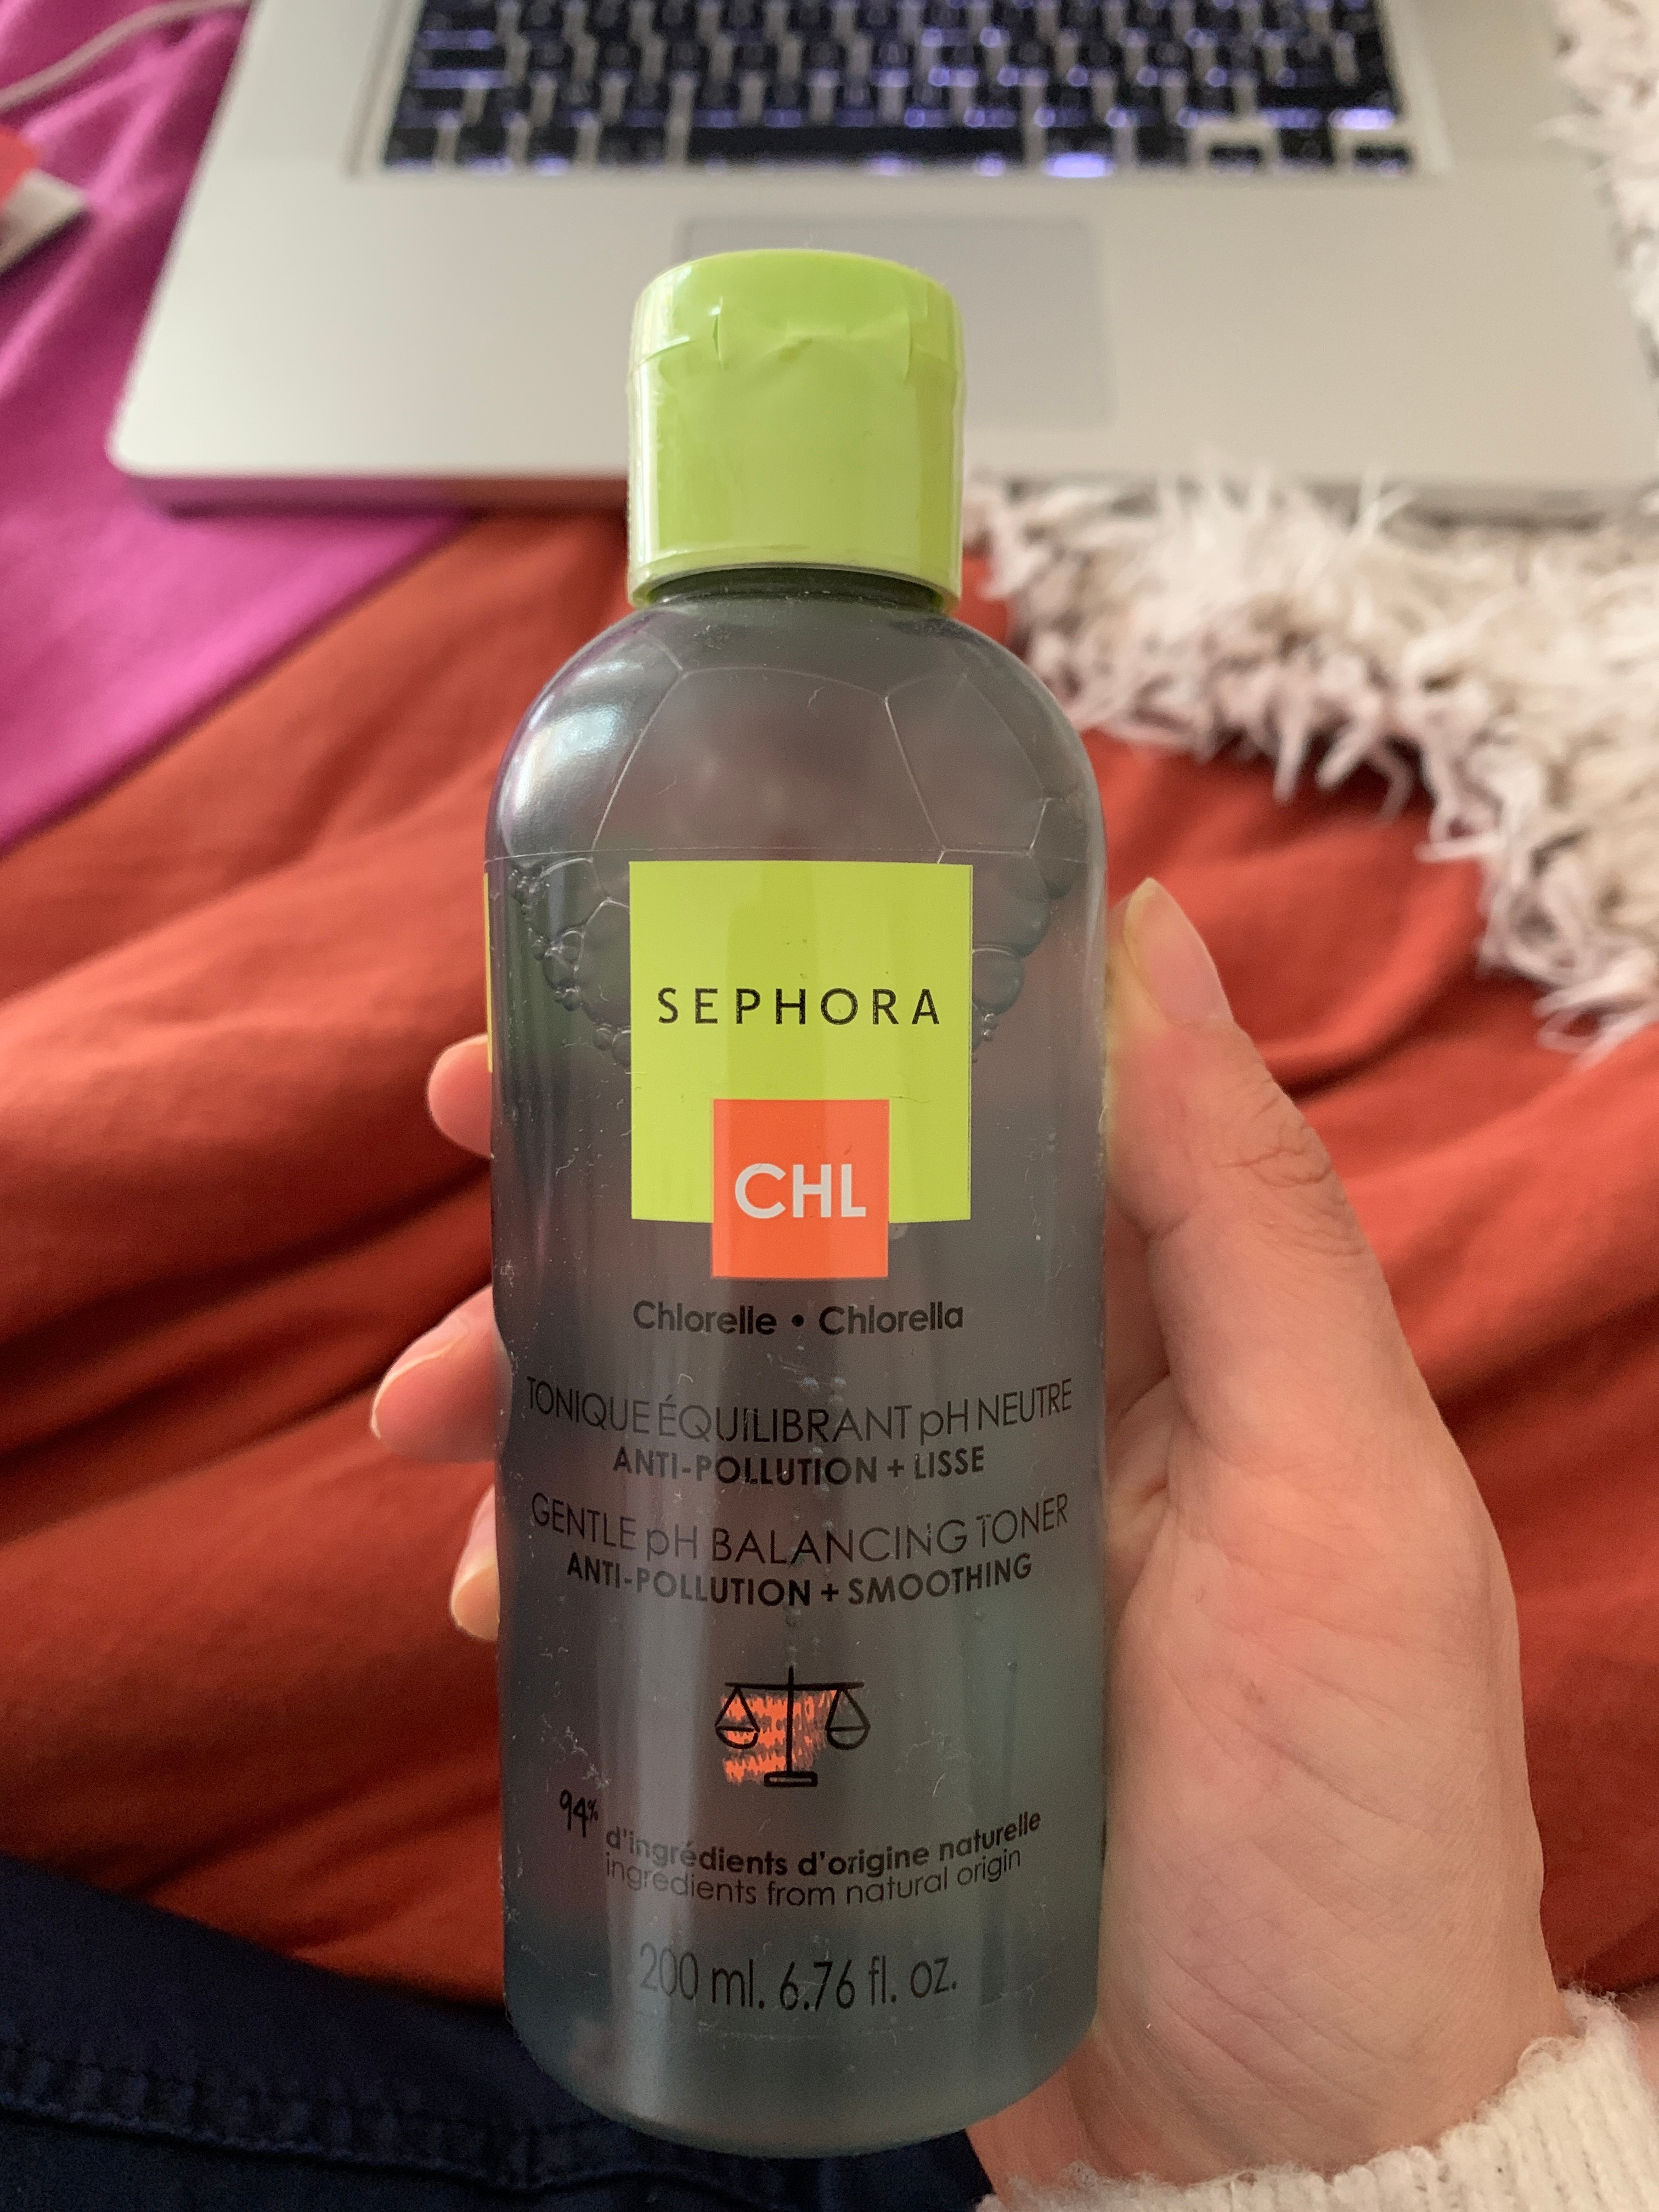 SEPHORA
CHL
Chlorelle • Chlorella
TONIQUE ÉQUILIBRANT pH NEUTRE
ANTI-POLLUTION + LISSE
GENTLE pH BALANCING TONER
ANTI-POLLUTION + SMOOTHING
94% d'ingrédients d'origine naturelle
ingredients from natural origin
200 ml. 6.76 fl. oz.